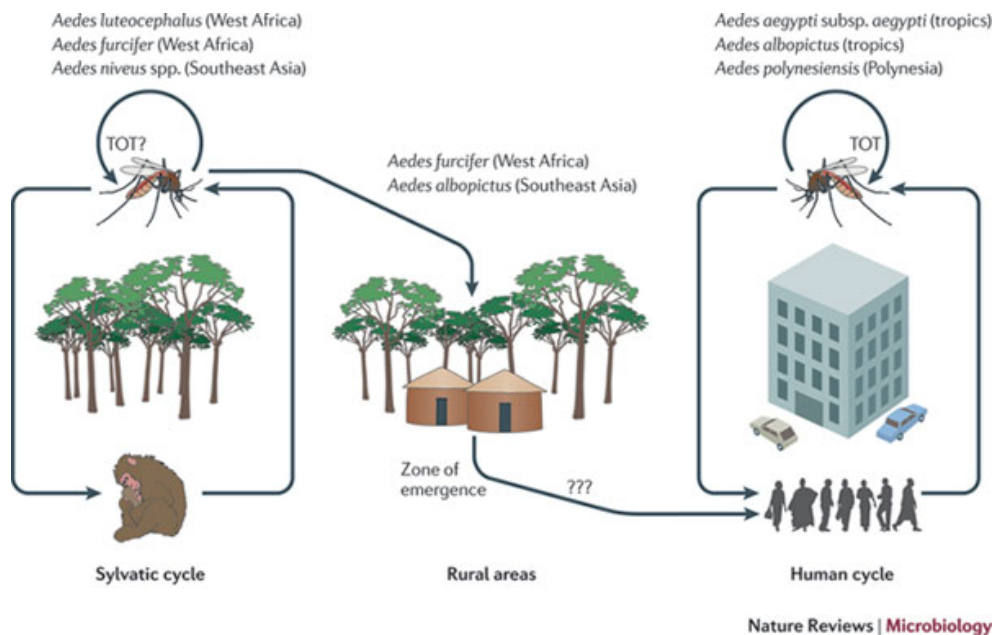 Aedes luteocephalus (West Africa)
Aedes furcifer (West Africa)
Aedes niveus spp. (Southeast Asia)
Aedes aegypti subsp. aegypti (tropics)
Aedes albopictus (tropics)
Aedes polynesiensis (Polynesia)
TOT?
TOT
Aedes furcifer (West Africa)
Aedes albopictus (Southeast Asia)
Zone of
emergence
???
Sylvatic cycle
Rural areas
Human cycle
Nature Reviews | Microbiology